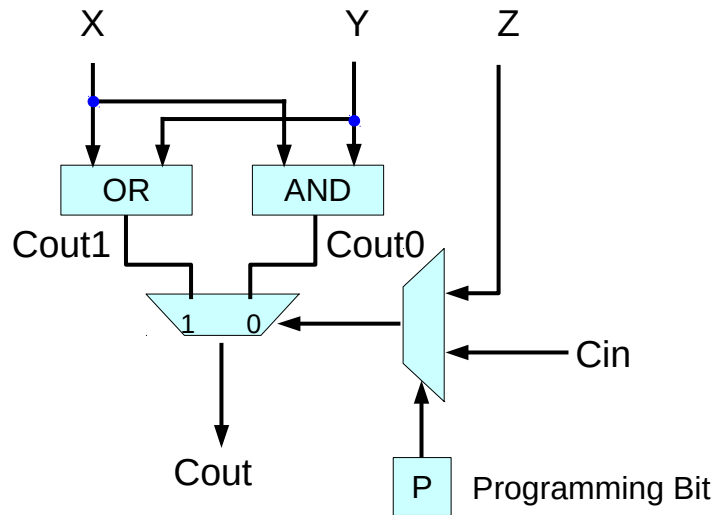 X Y Z
OR AND
Cout1 Cout0
1 0
Cin
Cout
P Programming Bit